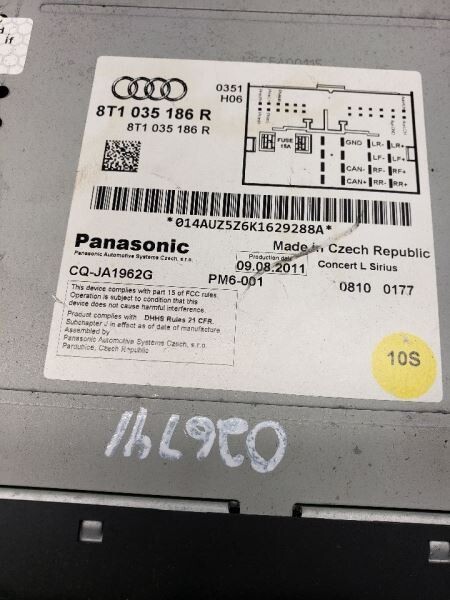 if
0351
H06
8T1 035 186 R
8T1 035 186 R
FUSE
15A
GND LR- LR+
LF- LF+
CAN+ RF- RF+
CAN- RR- RR+
*014AUZ5Z6K1629288A*
Panasonic
Panasonic Automotive Systems Czech, s.r.o.
Made in Czech Republic
Production date
09.08.2011
Concert L Sirius
CQ-JA1962G
PM6-001
0810 0177
This device complies with part 15 of FCC rules.
Operation is subject to condition that this
device does not cause harmful interference.
Product complies with DHHS Rules 21 CFR.
Subchapter J in effect as of date of manufacture
Assembled by
Panasonic Automotive Systems Czech, s.r.o.
Pardubice, Czech Republic
10S